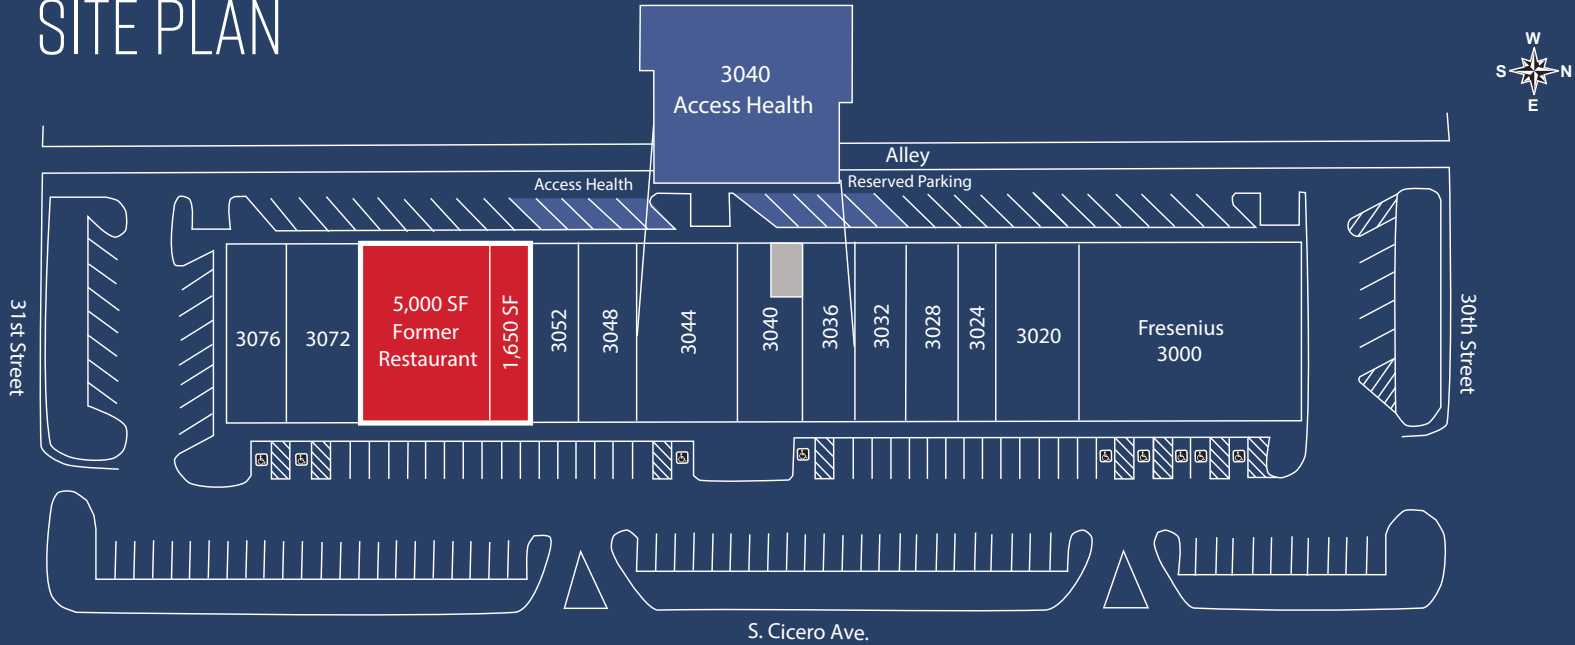 SITE PLAN
W
S
N
E
3040
Access Health
Alley
Access Health
Reserved Parking
31st Street
3076
3072
5,000 SF
Former
Restaurant
1,650 SF
3052
3048
3044
3040
3036
3032
3028
3024
3020
Fresenius
3000
30th Street
S. Cicero Ave.